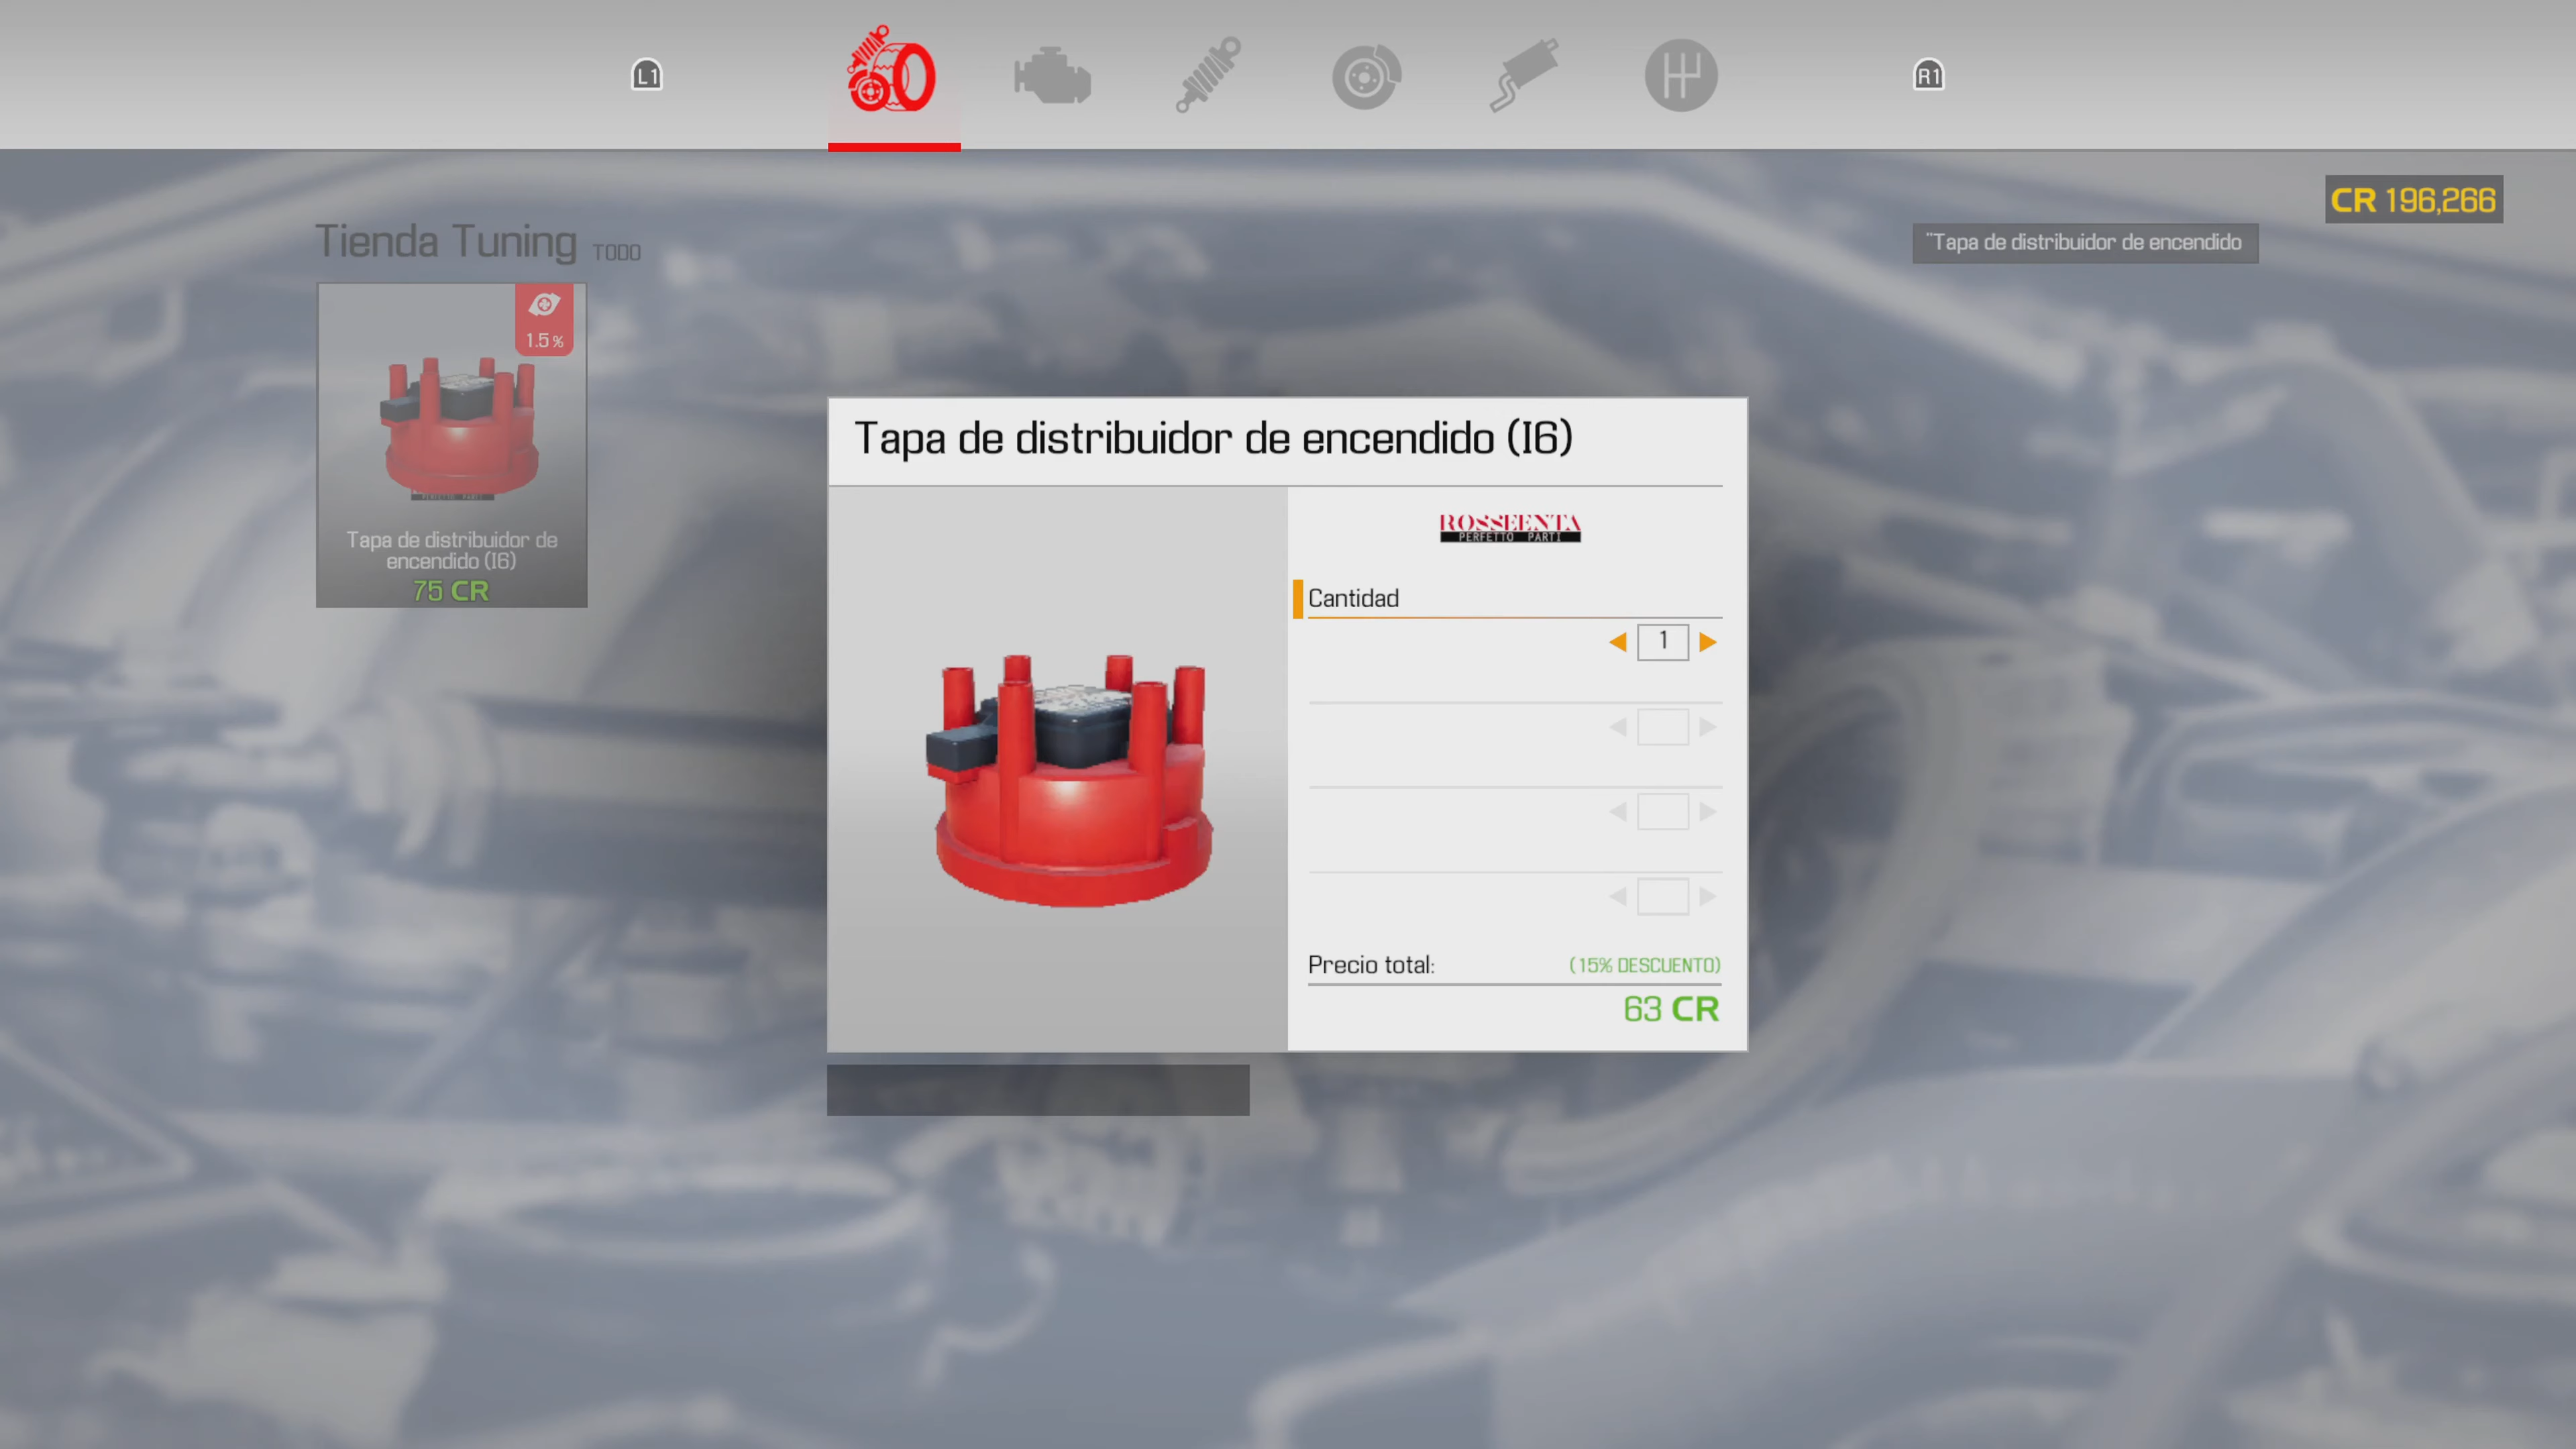 L1
R1
CR 196,266
Tienda Tuning TODO
"Tapa de distribuidor de encendido
1.5%
Tapa de distribuidor de
encendido (I6)
75 CR
Tapa de distribuidor de encendido (I6)
ROSSEENTA
PERFETTO PARTI
Cantidad
1
Precio total:
(15% DESCUENTO)
63 CR